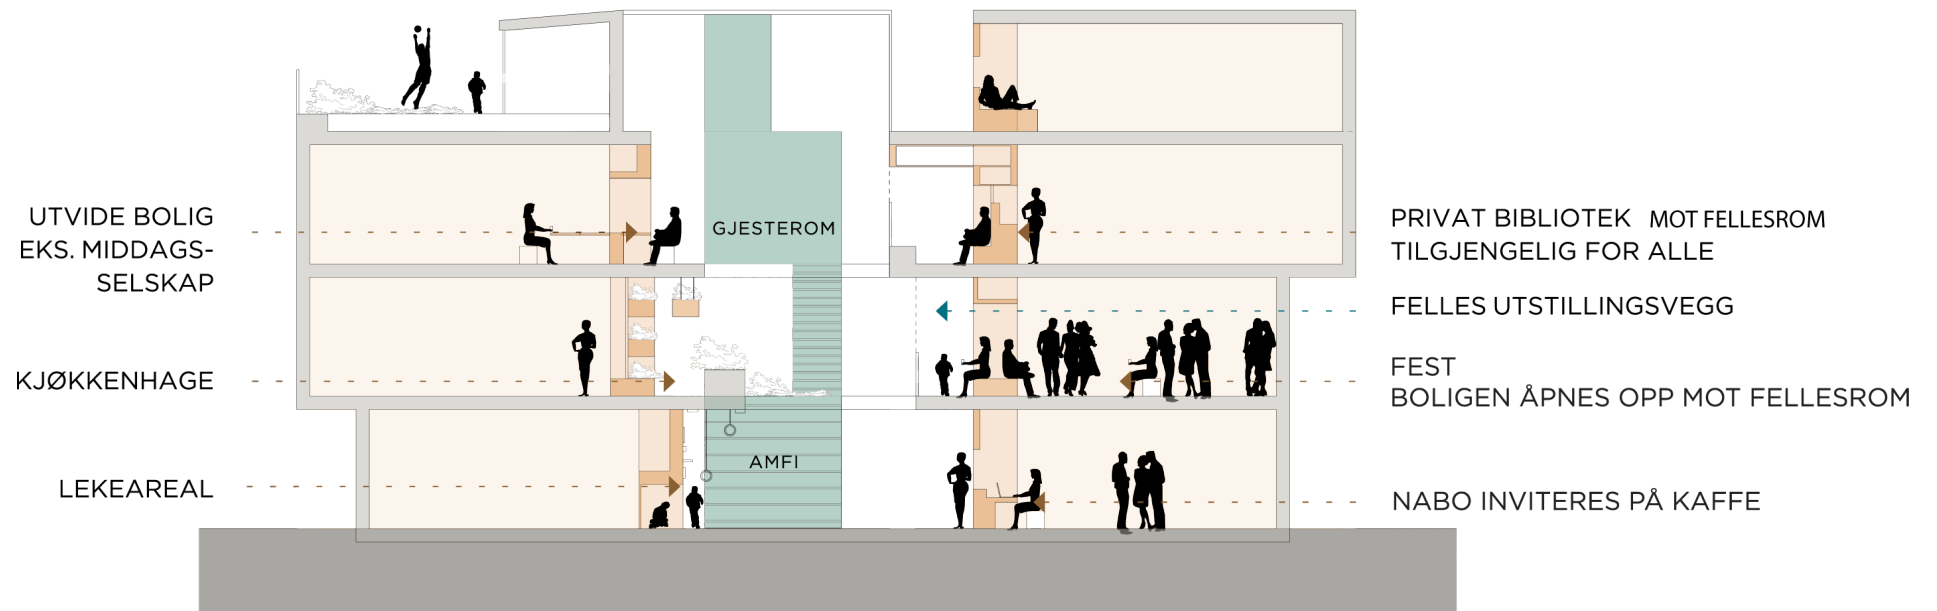 UTVIDE BOLIG
EKS. MIDDAGS-
SELSKAP
KJØKKENHAGE
LEKEAREAL
GJESTEROM
AMFI
PRIVAT BIBLIOTEK MOT FELLESROM
TILGJENGELIG FOR ALLE
FELLES UTSTILLINGSVEGG
FEST
BOLIGEN ÅPNES OPP MOT FELLESROM
NABO INVITERES PÅ KAFFE